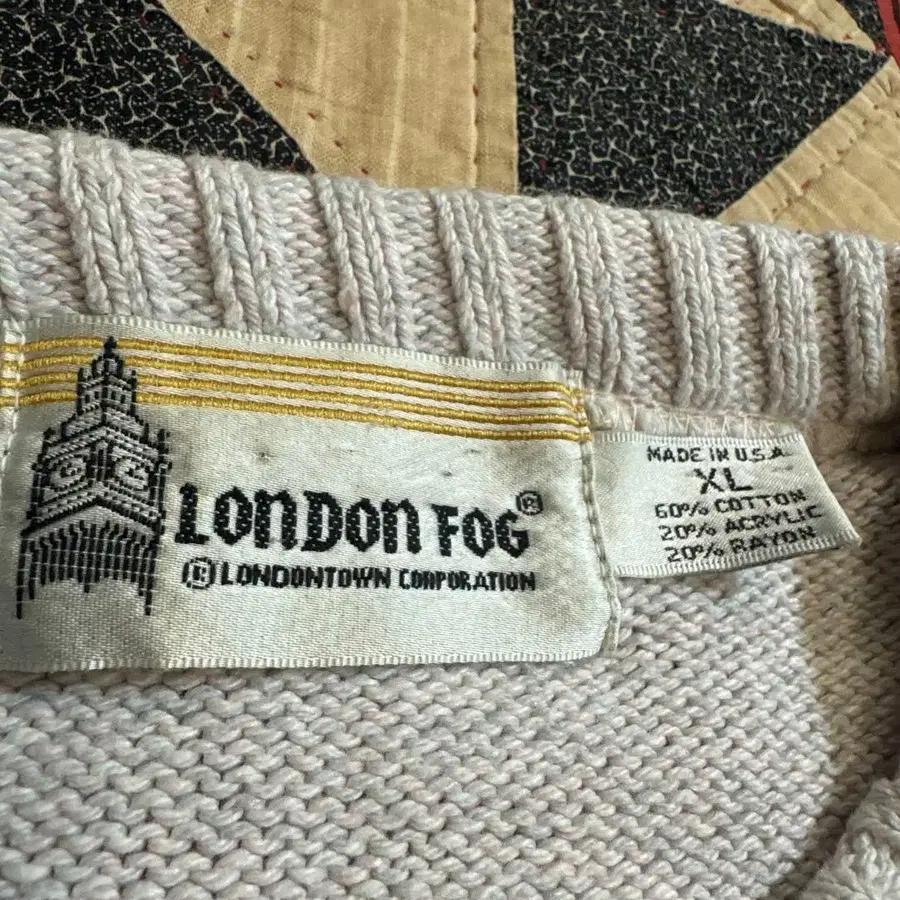 LONDON FOG®
® LONDONTOWN CORPORATION
MADE IN U.S.A
XL
60% COTTON
20% ACRYLIC
20% RAYON